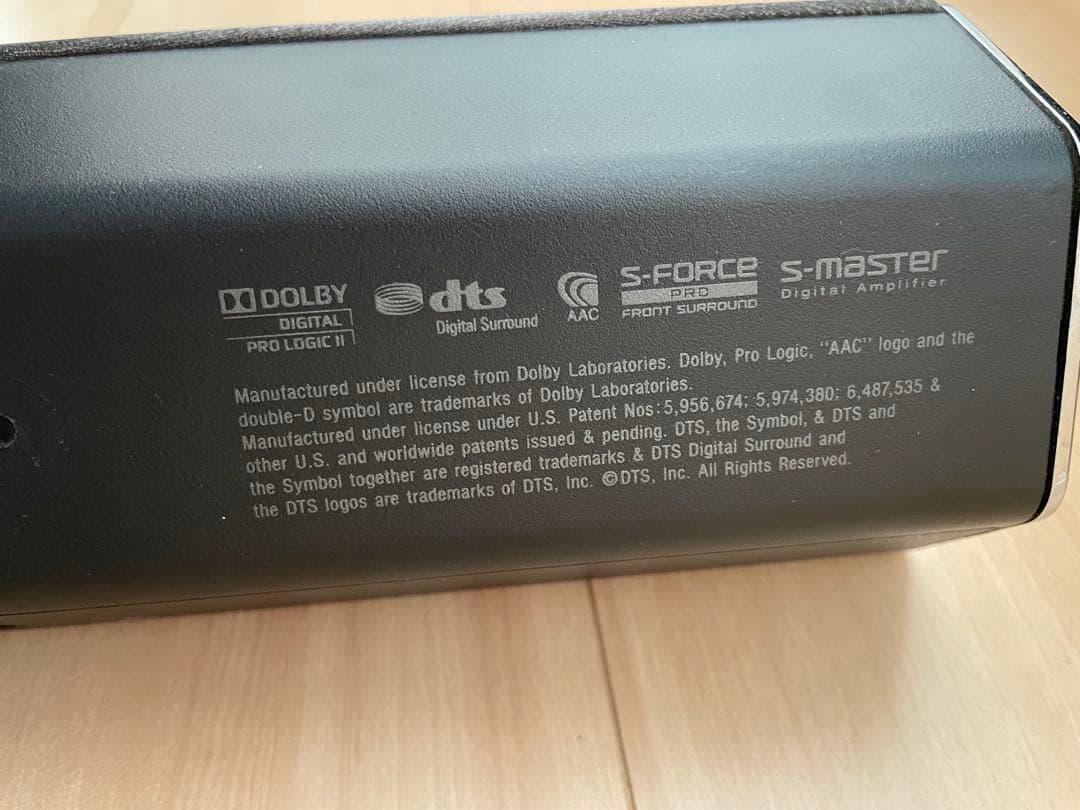 DOLBY
DIGITAL
PRO LOGIC II
dts
Digital Surround
AAC
S-FORCE
PRO
FRONT SURROUND
S-MASTER
Digital Amplifier
Manufactured under license from Dolby Laboratories. Dolby, Pro Logic, "AAC" logo and the
double-D symbol are trademarks of Dolby Laboratories.
Manufactured under license under U.S. Patent Nos:5,956,674; 5,974,380; 6,487,535 &
other U.S. and worldwide patents issued & pending. DTS, the Symbol, & DTS and
the Symbol together are registered trademarks & DTS Digital Surround and
the DTS logos are trademarks of DTS, Inc. ©DTS, Inc. All Rights Reserved.